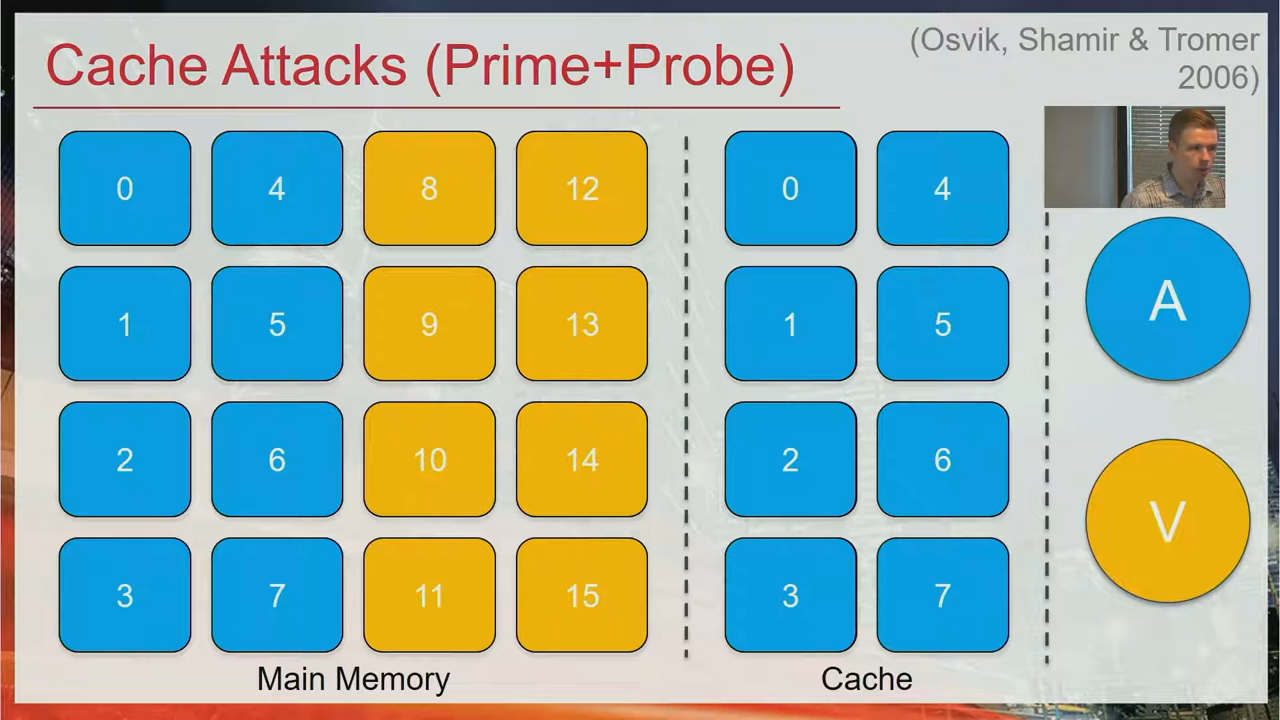 Cache Attacks (Prime+Probe)
(Osvik, Shamir & Tromer
2006)
0 4 8 12 0 4
1 5 9 13 1 5
2 6 10 14 2 6
3 7 11 15 3 7
A
V
Main Memory
Cache